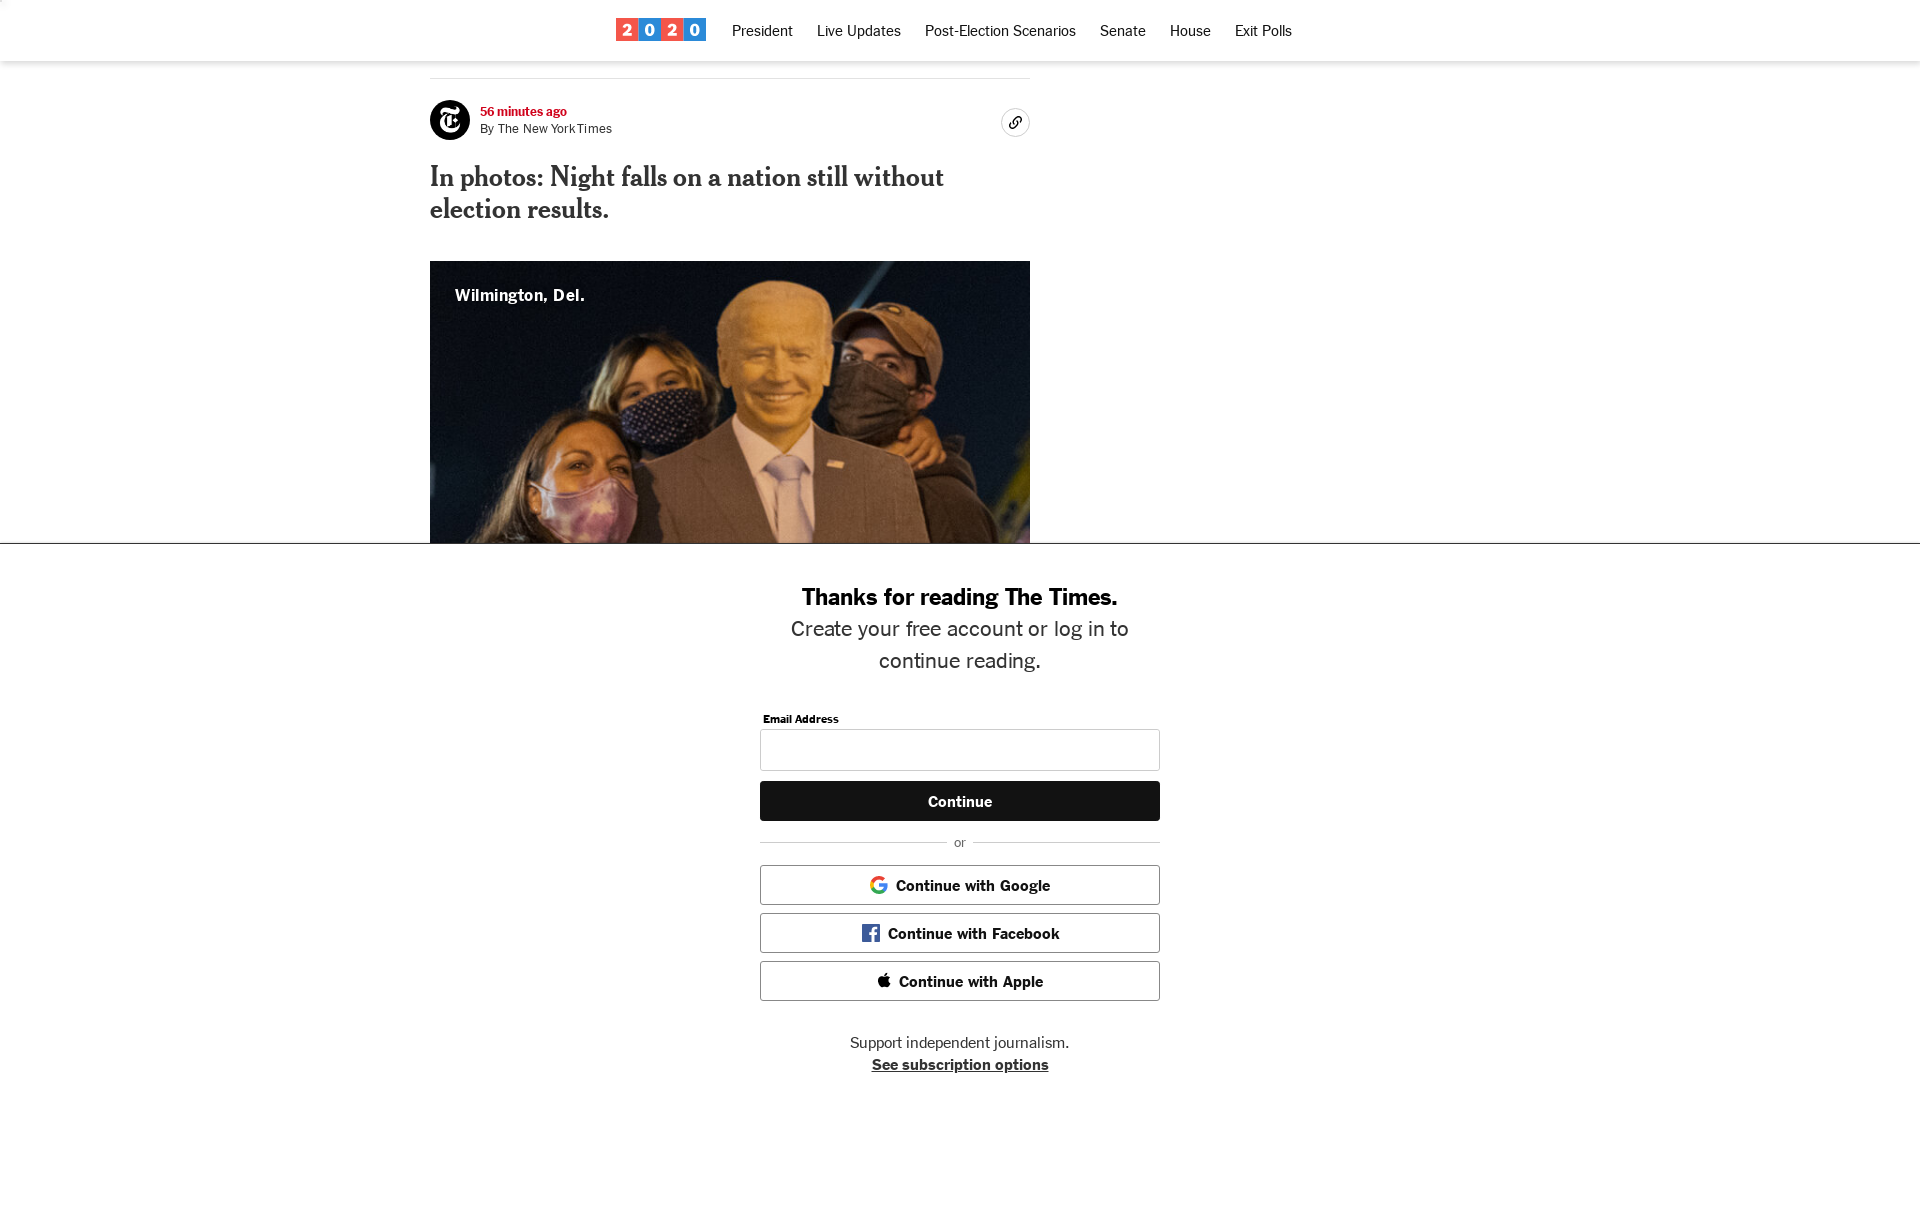 2020 President Live Updates Post-Election Scenarios Senate House Exit Polls
56 minutes ago
By The New York Times
In photos: Night falls on a nation still without
election results.
Wilmington, Del.
Thanks for reading The Times.
Create your free account or log in to
continue reading.
Email Address
Continue
or
Continue with Google
Continue with Facebook
Continue with Apple
Support independent journalism.
See subscription options